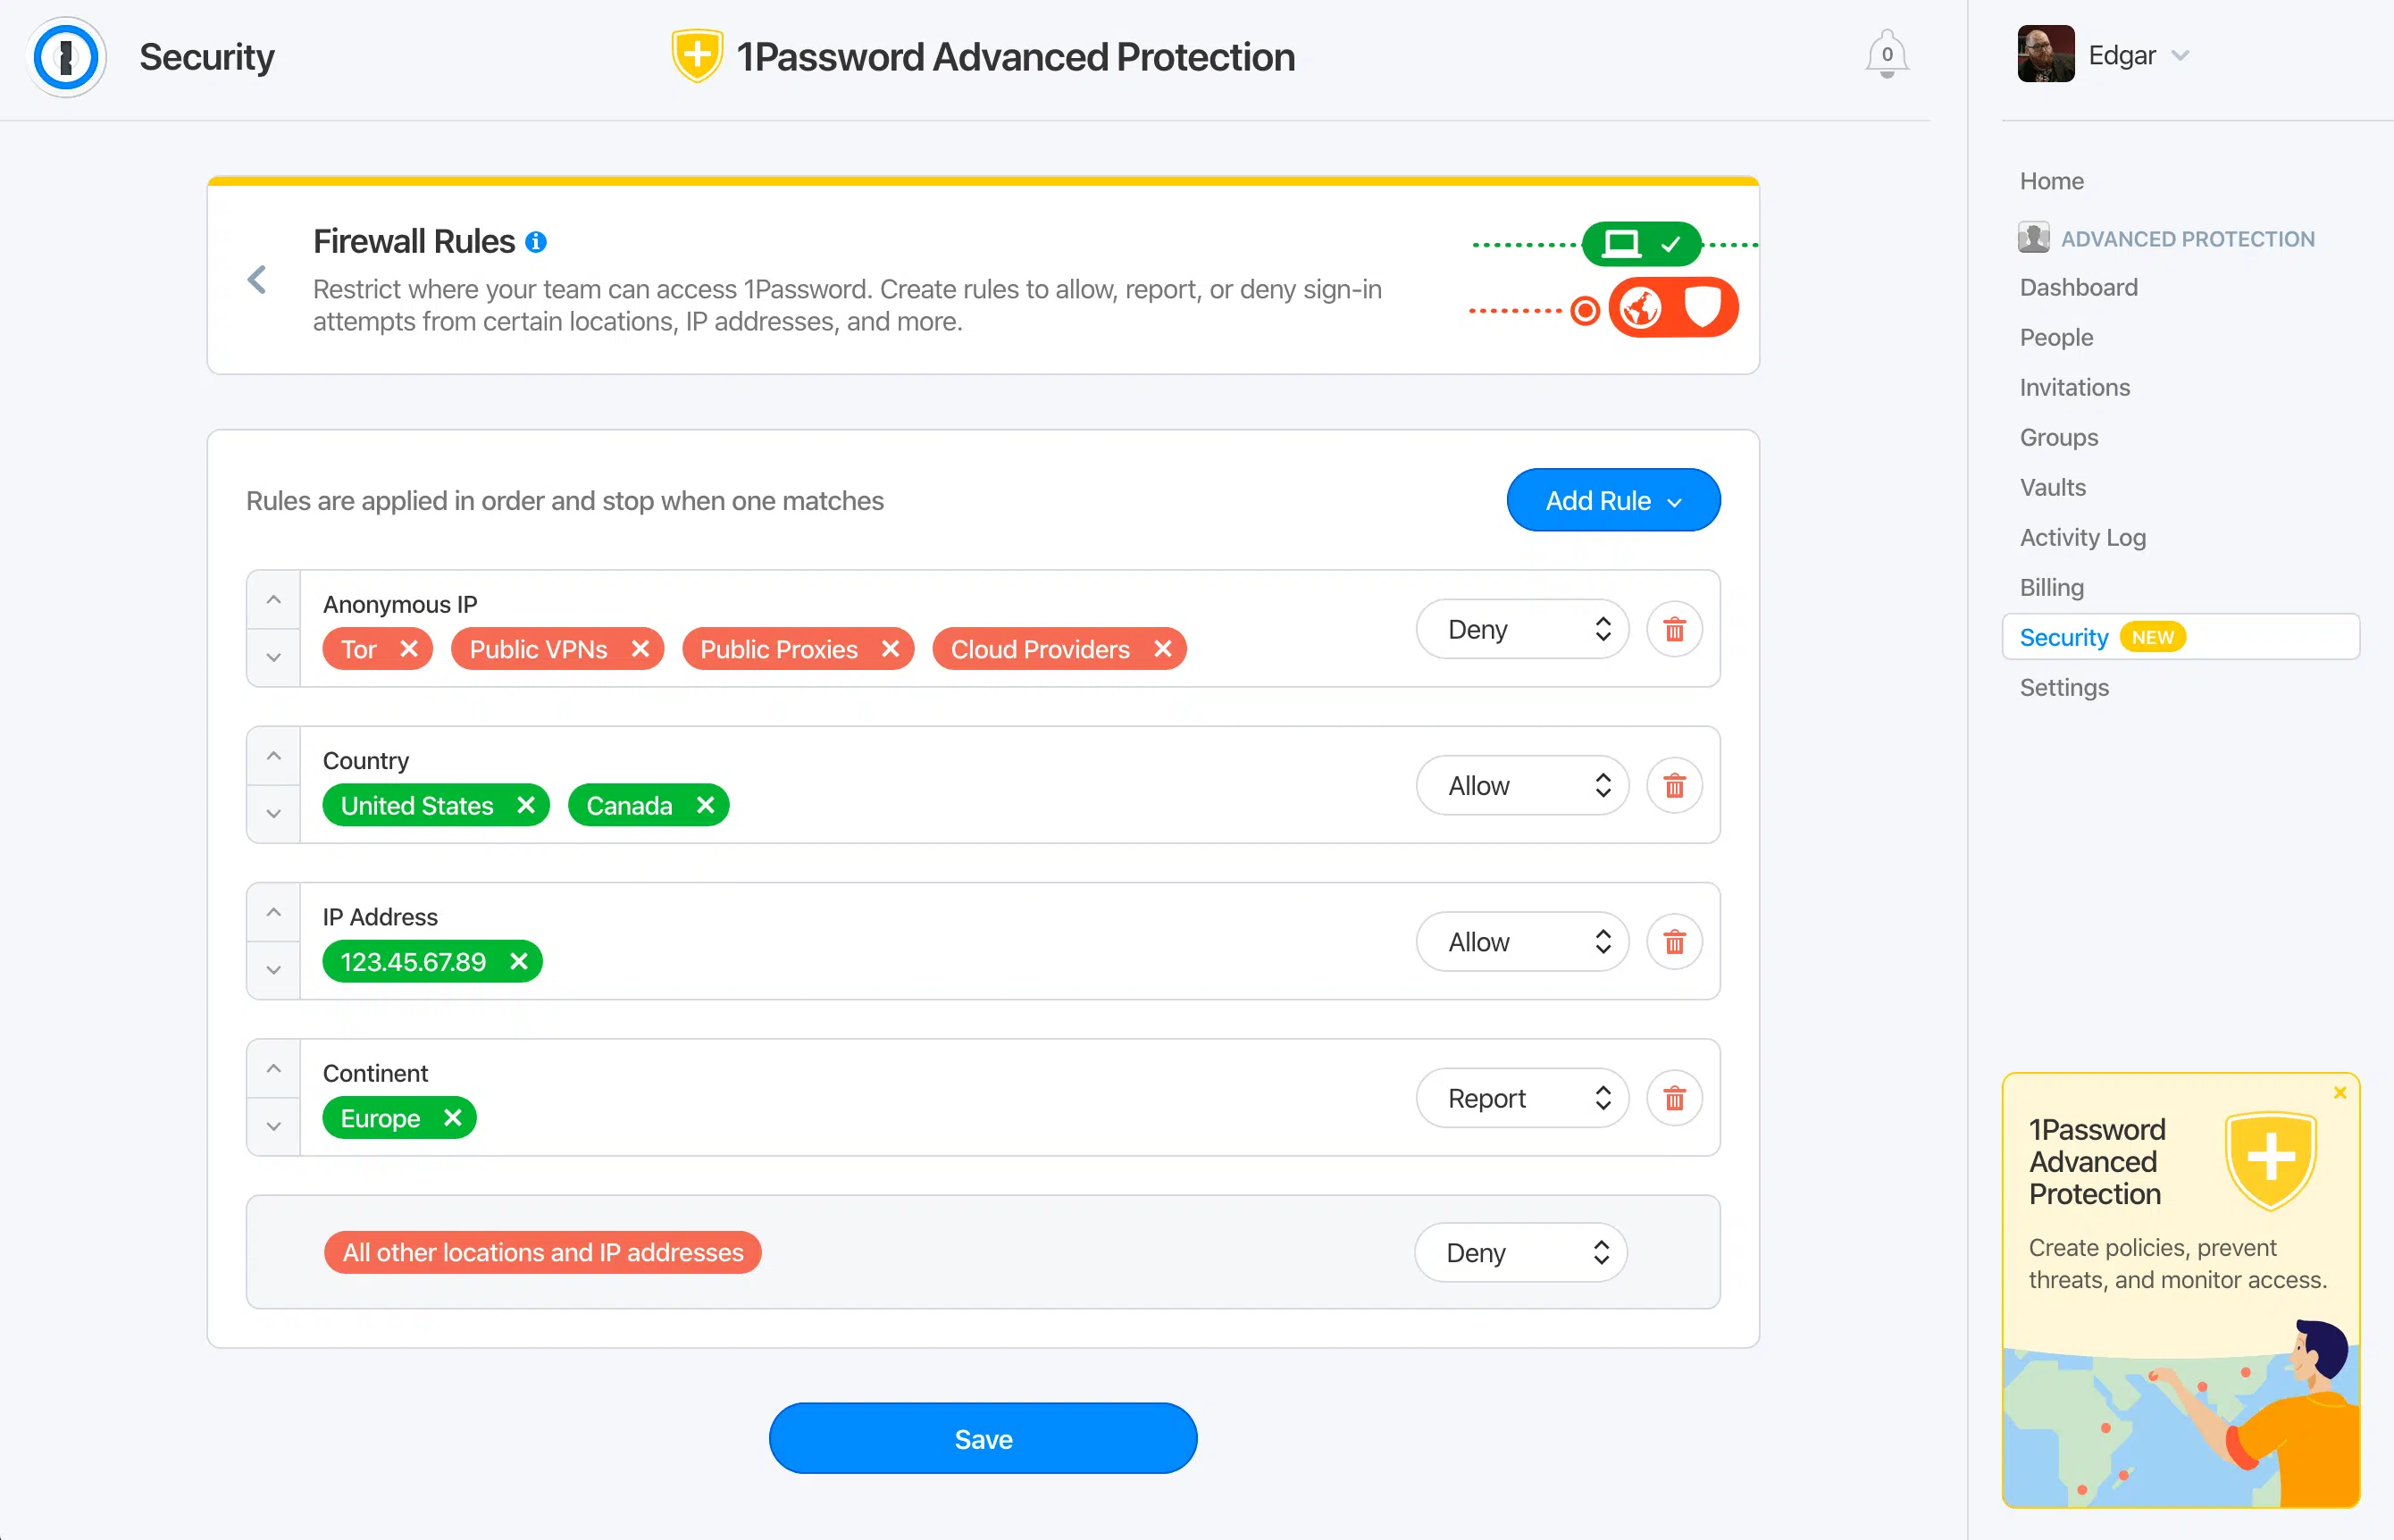 Security
1Password Advanced Protection
0
Edgar
Firewall Rules
Restrict where your team can access 1Password. Create rules to allow, report, or deny sign-in
attempts from certain locations, IP addresses, and more.
Rules are applied in order and stop when one matches
Add Rule
Anonymous IP
Tor
Public VPNs
Public Proxies
Cloud Providers
Deny
Country
United States
Canada
Allow
IP Address
123.45.67.89
Allow
Continent
Europe
Report
All other locations and IP addresses
Deny
Save
Home
ADVANCED PROTECTION
Dashboard
People
Invitations
Groups
Vaults
Activity Log
Billing
Security NEW
Settings
1Password
Advanced
Protection
Create policies, prevent
threats, and monitor access.